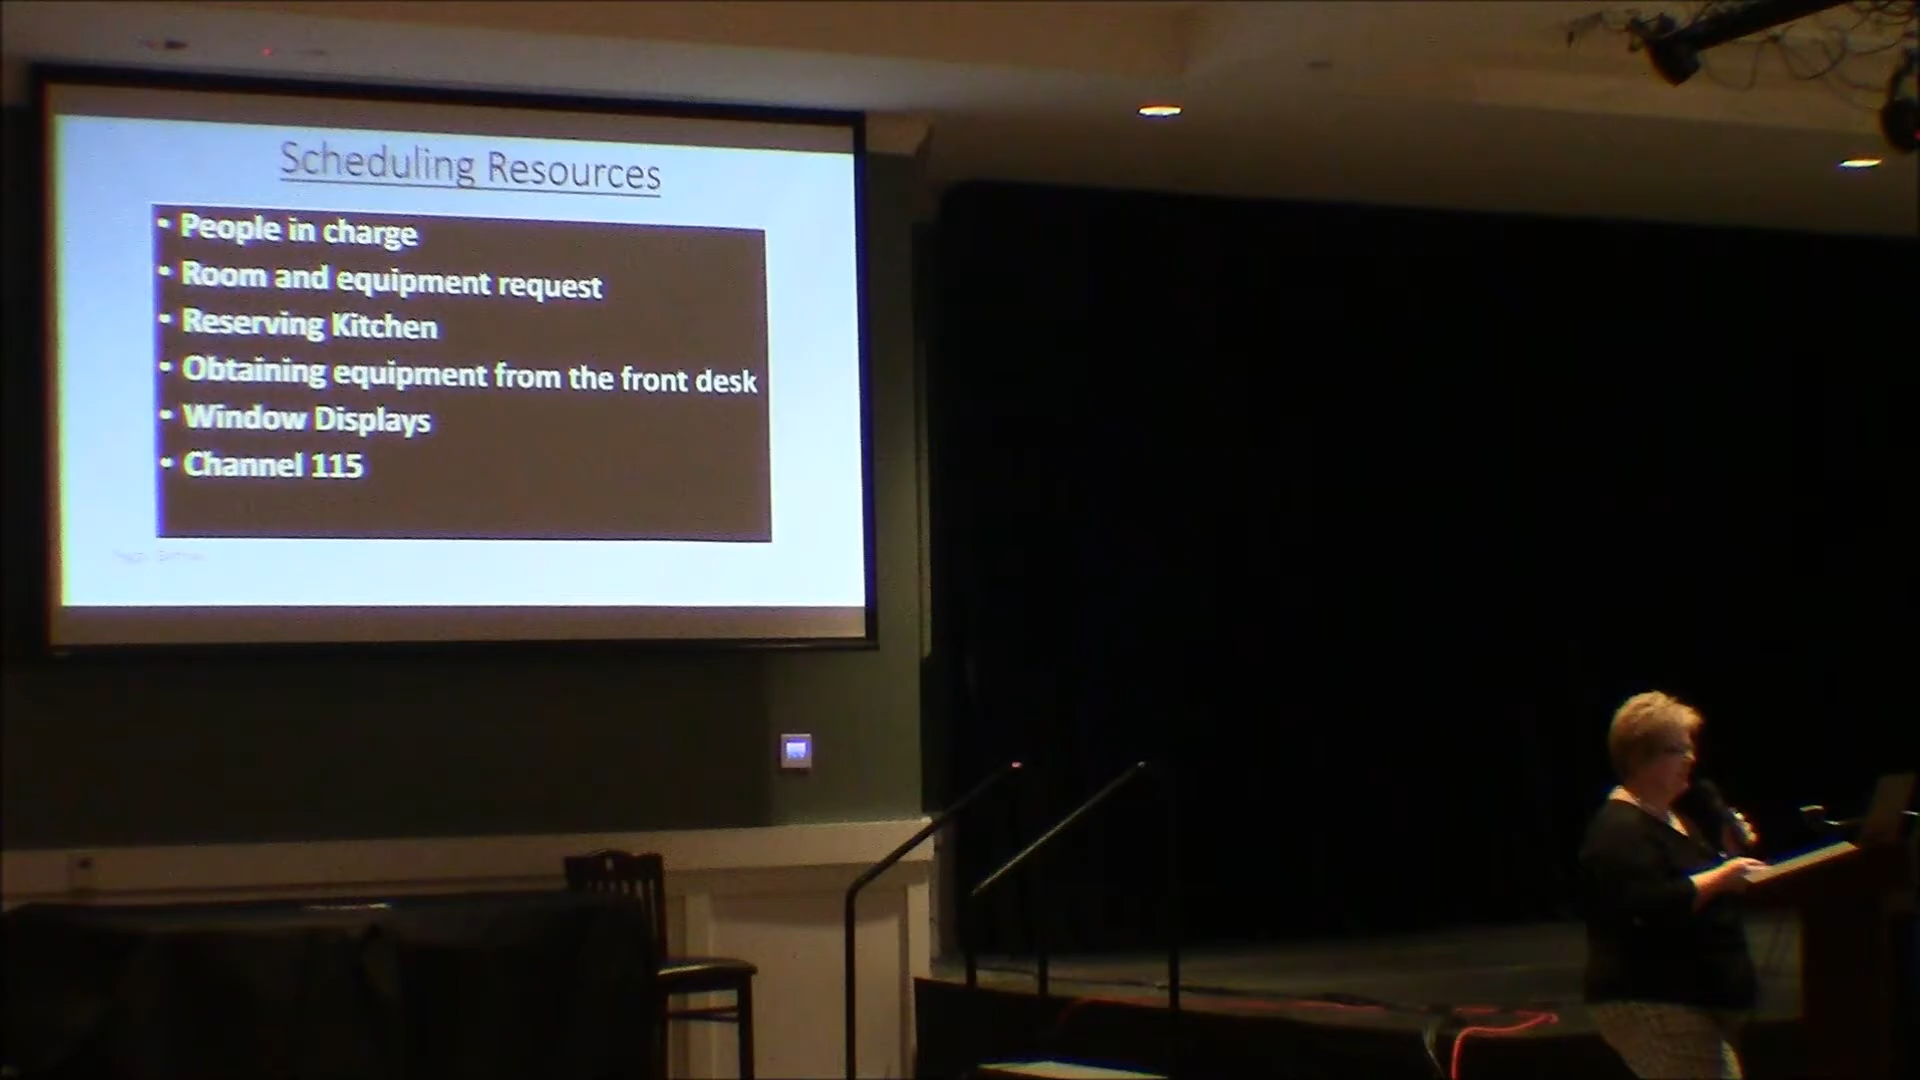 Scheduling Resources
• People in charge
• Room and equipment request
• Reserving Kitchen
• Obtaining equipment from the front desk
• Window Displays
• Channel 115